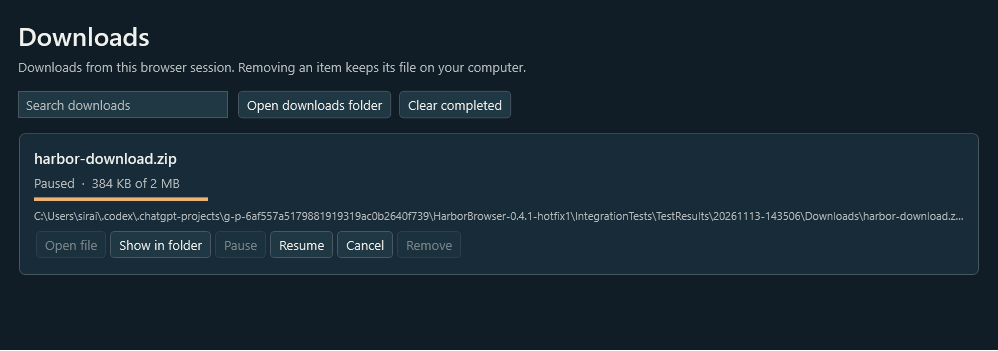 Downloads
Downloads from this browser session. Removing an item keeps its file on your computer.
Search downloads
Open downloads folder
Clear completed
harbor-download.zip
Paused · 384 KB of 2 MB
C:\Users\sirai\.codex\.chatgpt-projects\g-p-6af557a5179881919319ac0b2640f739\HarborBrowser-0.4.1-hotfix1\IntegrationTests\TestResults\20261113-143506\Downloads\harbor-download.z...
Open file
Show in folder
Pause
Resume
Cancel
Remove